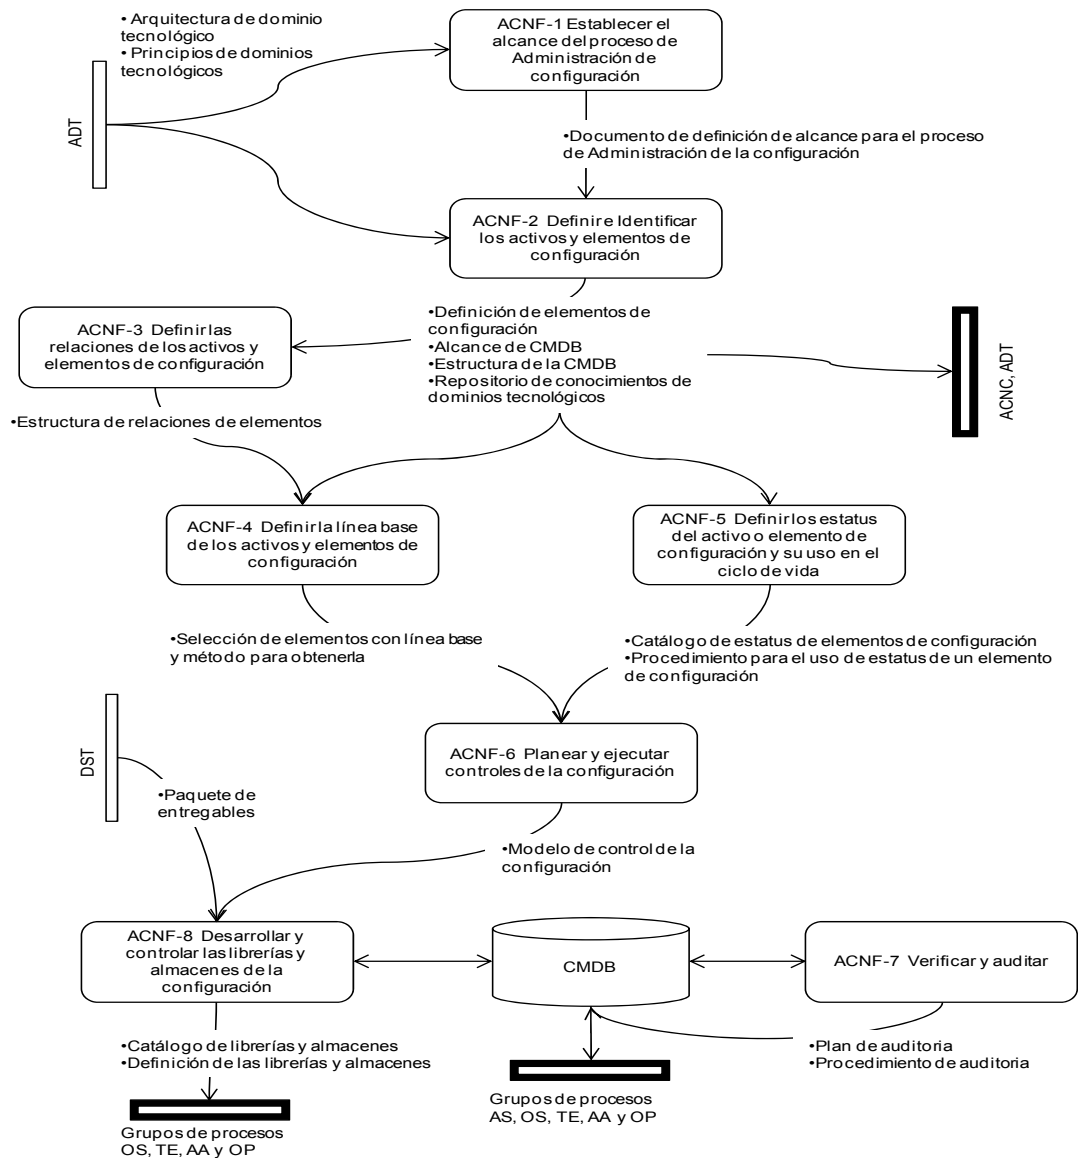 • Arquitectura de dominio
tecnológico
• Principios de dominios
tecnológicos
ADT
ACNF-1 Establecer el
alcance del proceso de
Administración de
configuración
•Documento de definición de alcance para el proceso
de Administración de la configuración
ACNF-2 Definir e Identificar
los activos y elementos de
configuración
•Definición de elementos de
configuración
•Alcance de CMDB
•Estructura de la CMDB
•Repositorio de conocimientos de
dominios tecnológicos
ACNF-3 Definir las
relaciones de los activos y
elementos de configuración
ACNC, ADT
•Estructura de relaciones de elementos
ACNF-4 Definir la línea base
de los activos y elementos de
configuración
ACNF-5 Definir los estatus
del activo o elemento de
configuración y su uso en el
ciclo de vida
•Selección de elementos con línea base
y método para obtenerla
•Catálogo de estatus de elementos de configuración
•Procedimiento para el uso de estatus de un elemento
de configuración
DST
•Paquete de
entregables
ACNF-6 Planear y ejecutar
controles de la configuración
•Modelo de control de la
configuración
ACNF-8 Desarrollar y
controlar las librerías y
almacenes de la
configuración
CMDB
ACNF-7 Verificar y auditar
•Catálogo de librerías y almacenes
•Definición de las librerías y almacenes
•Plan de auditoria
•Procedimiento de auditoria
Grupos de procesos
AS, OS, TE, AA y OP
Grupos de procesos
OS, TE, AA y OP